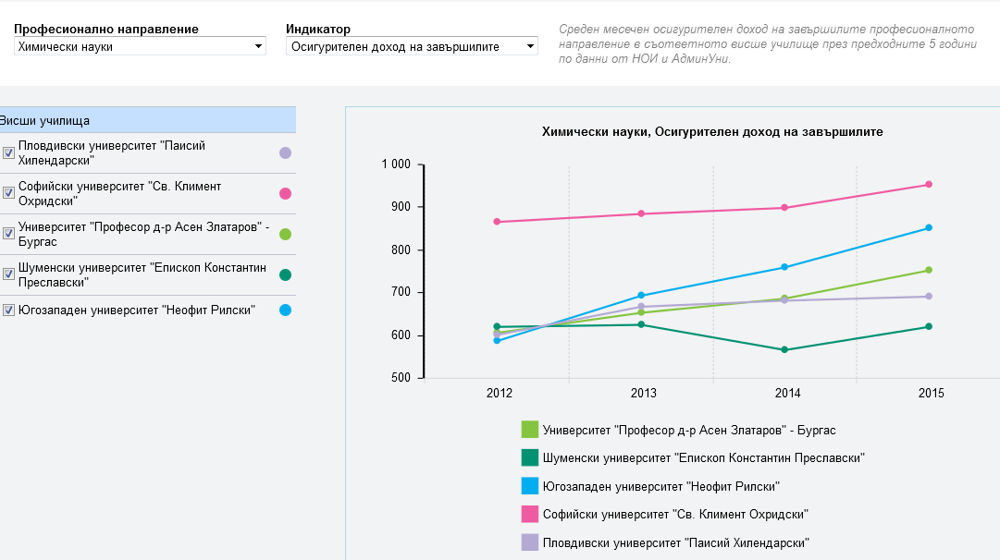 Професионално направление
Химически науки
Индикатор
Осигурителен доход на завършилите
Среден месечен осигурителен доход на завършилите професионалното
направление в съответното висше училище през предходните 5 години
по данни от НОИ и АдминУни.
Висши училища
Пловдивски университет "Паисий
Хилендарски"
Софийски университет "Св. Климент
Охридски"
Университет "Професор д-р Асен Златаров" -
Бургас
Шуменски университет "Епископ Константин
Преславски"
Югозападен университет "Неофит Рилски"
Химически науки, Осигурителен доход на завършилите
1 000
900
800
700
600
500
2012 2013 2014 2015
Университет "Професор д-р Асен Златаров" - Бургас
Шуменски университет "Епископ Константин Преславски"
Югозападен университет "Неофит Рилски"
Софийски университет "Св. Климент Охридски"
Пловдивски университет "Паисий Хилендарски"